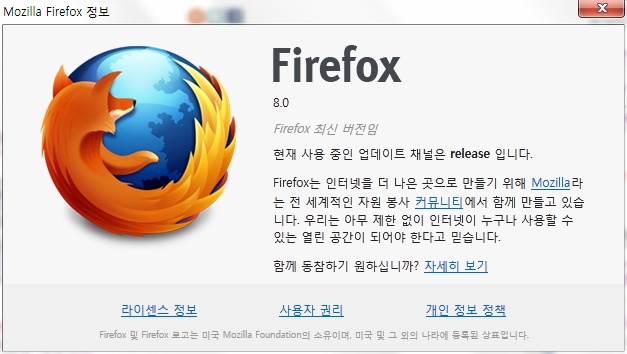 Mozilla Firefox 정보
Firefox
8.0
Firefox 최신 버전임
현재 사용 중인 업데이트 채널은 release 입니다.
Firefox는 인터넷을 더 나은 곳으로 만들기 위해 Mozilla라
는 전 세계적인 자원 봉사 커뮤니티에서 함께 만들고 있습
니다. 우리는 아무 제한 없이 인터넷이 누구나 사용할 수
있는 열린 공간이 되어야 한다고 믿습니다.
함께 동참하기 원하십니까? 자세히 보기
라이센스 정보 사용자 권리 개인 정보 정책
Firefox 및 Firefox 로고는 미국 Mozilla Foundation의 소유이며, 미국 및 그 외의 나라에 등록된 상표입니다.